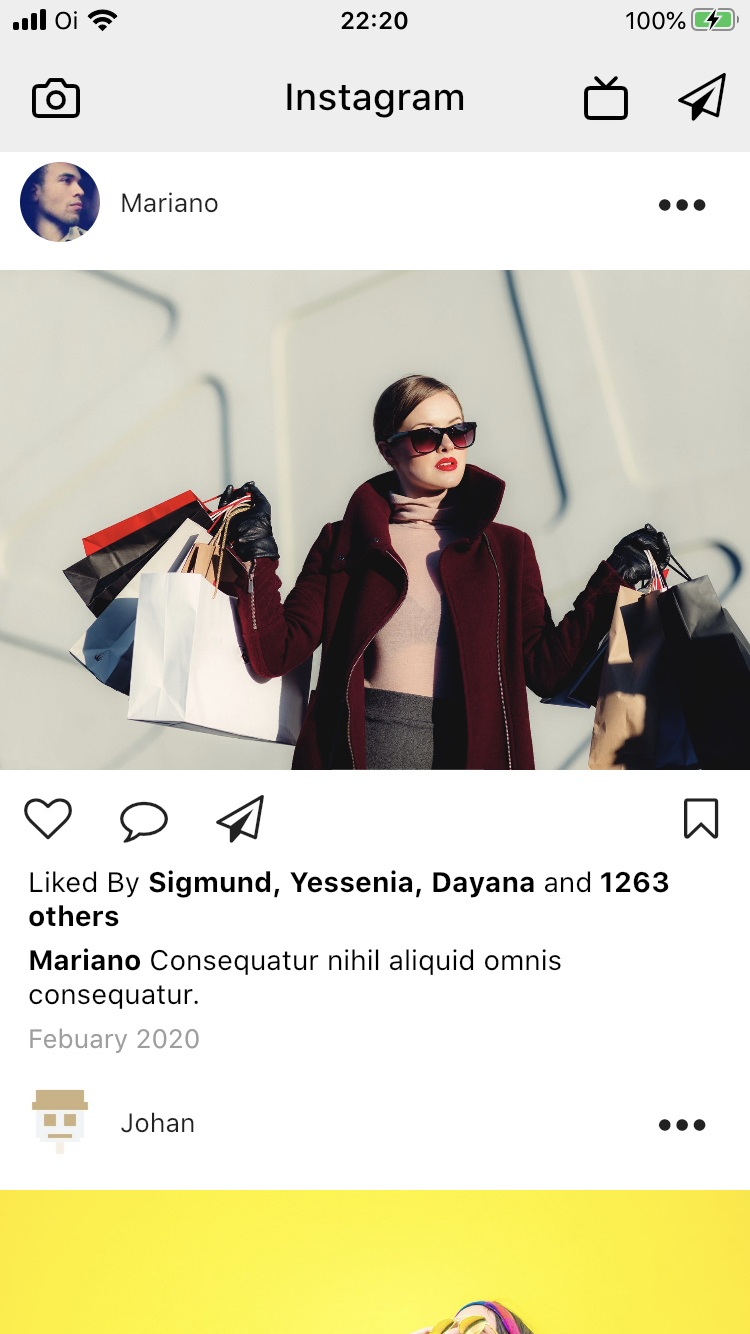 Oi 22:20 100%
Instagram
Mariano
Liked By Sigmund, Yessenia, Dayana and 1263
others
Mariano Consequatur nihil aliquid omnis
consequatur.
Febuary 2020
Johan